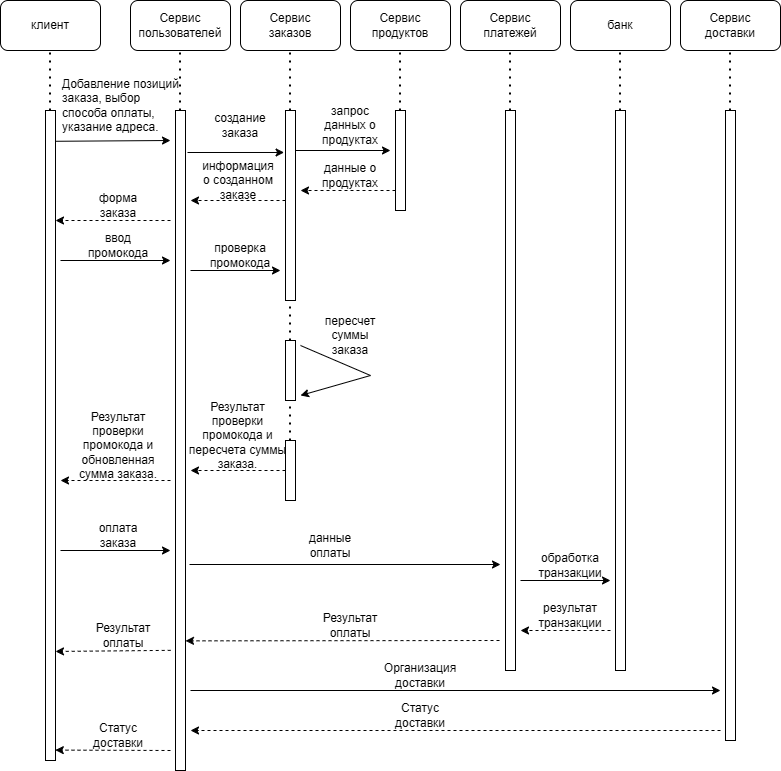 клиент
Сервис
пользователей
Сервис
заказов
Сервис
продуктов
Сервис
платежей
банк
Сервис
доставки
Добавление позиций
заказа, выбор
способа оплаты,
указание адреса.
создание
заказа
запрос
данных о
продуктах
информация
о созданном
заказе
данные о
продуктах
форма
заказа
ввод
промокода
проверка
промокода
пересчет
суммы
заказа
Результат
проверки
промокода и
пересчета суммы
заказа.
Результат
проверки
промокода и
обновленная
сумма заказа.
оплата
заказа
данные
оплаты
обработка
транзакции
результат
транзакции
Результат
оплаты
Результат
оплаты
Организация
доставки
Статус
доставки
Статус
доставки